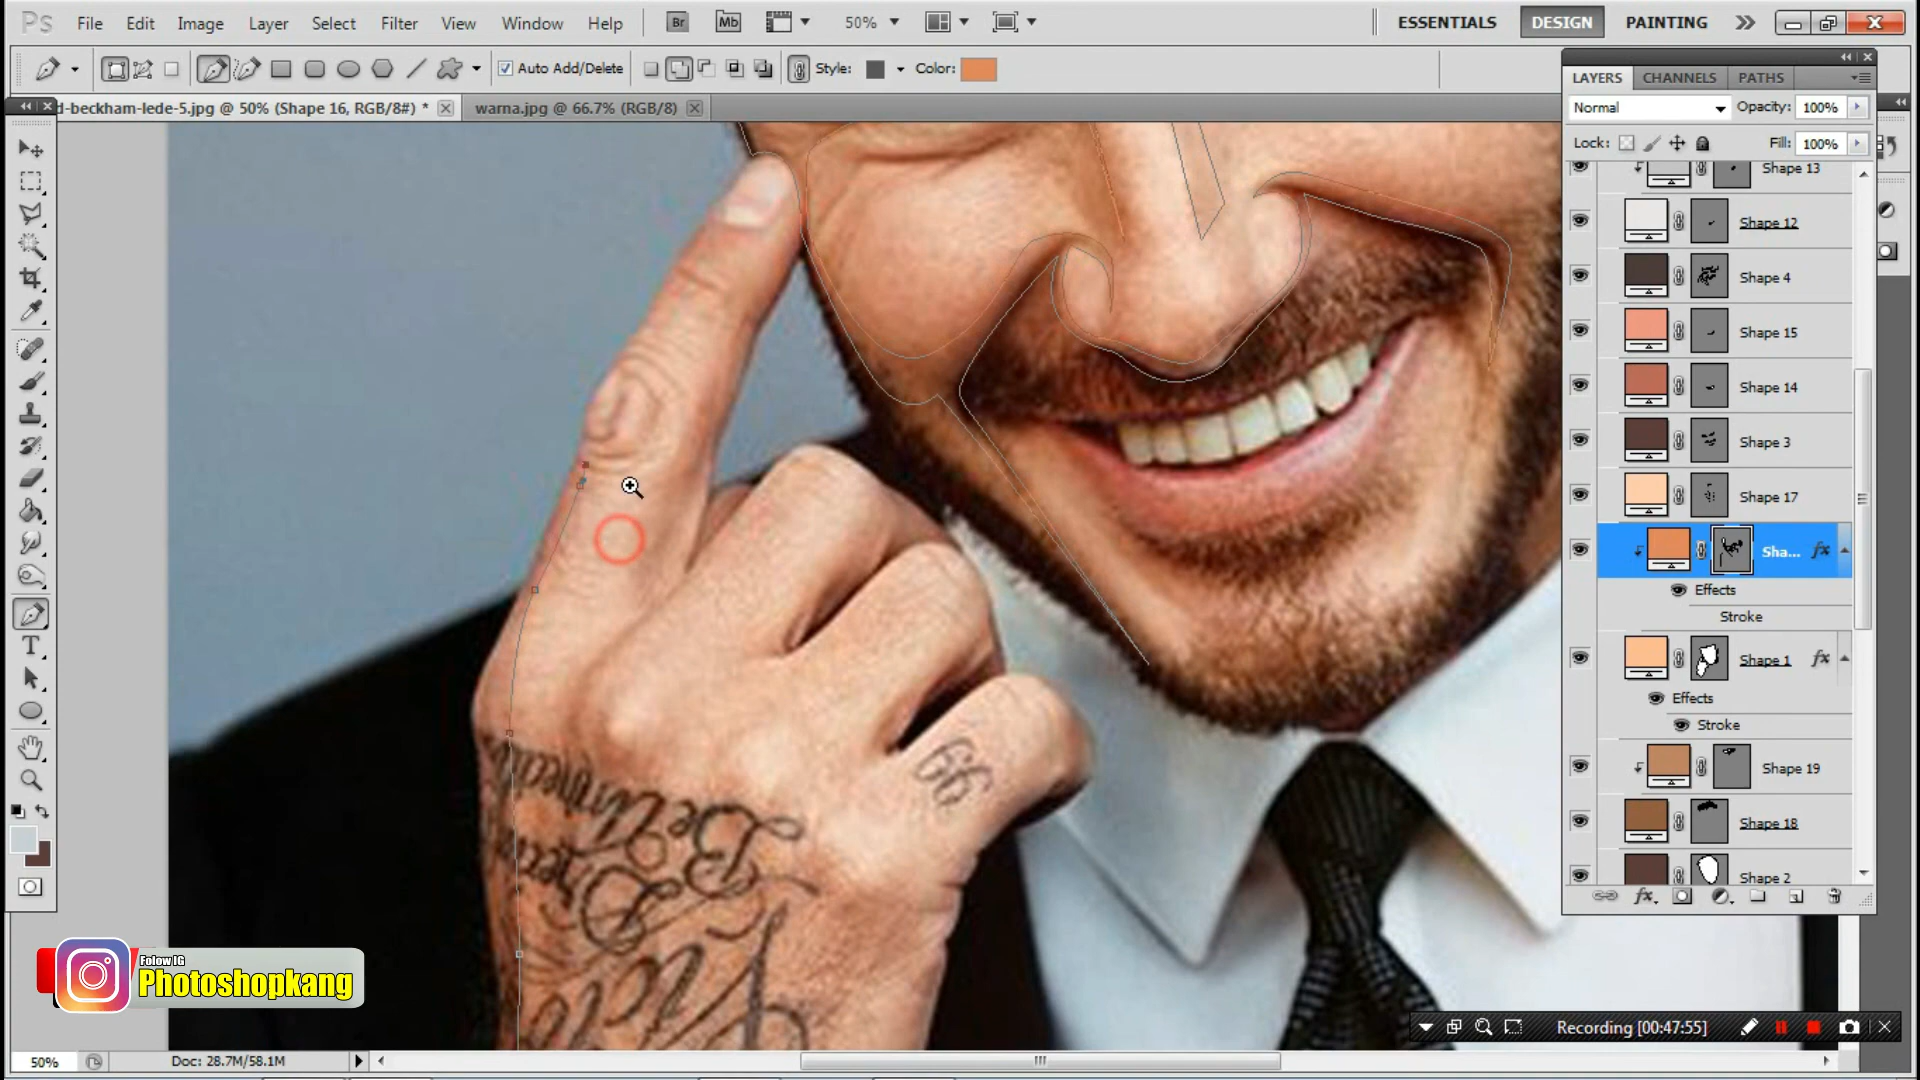 Ps File Edit Image Layer Select Filter View Window Help Br Mb 50% ESSENTIALS DESIGN PAINTING
Auto Add/Delete Style: Color:
d-beckham-lede-5.jpg @ 50% (Shape 16, RGB/8#) * warna.jpg @ 66.7% (RGB/8)
LAYERS CHANNELS PATHS
Normal Opacity: 100%
Lock: Fill: 100%
Shape 13
Shape 12
Shape 4
Shape 15
Shape 14
Shape 3
Shape 17
Sha... fx
Effects
Stroke
Shape 1 fx
Effects
Stroke
Shape 19
Shape 18
Shape 2
fx
T
99
Folow IG
Photoshopkang
Recording [00:47:55]
50% Doc: 28.7M/58.1M